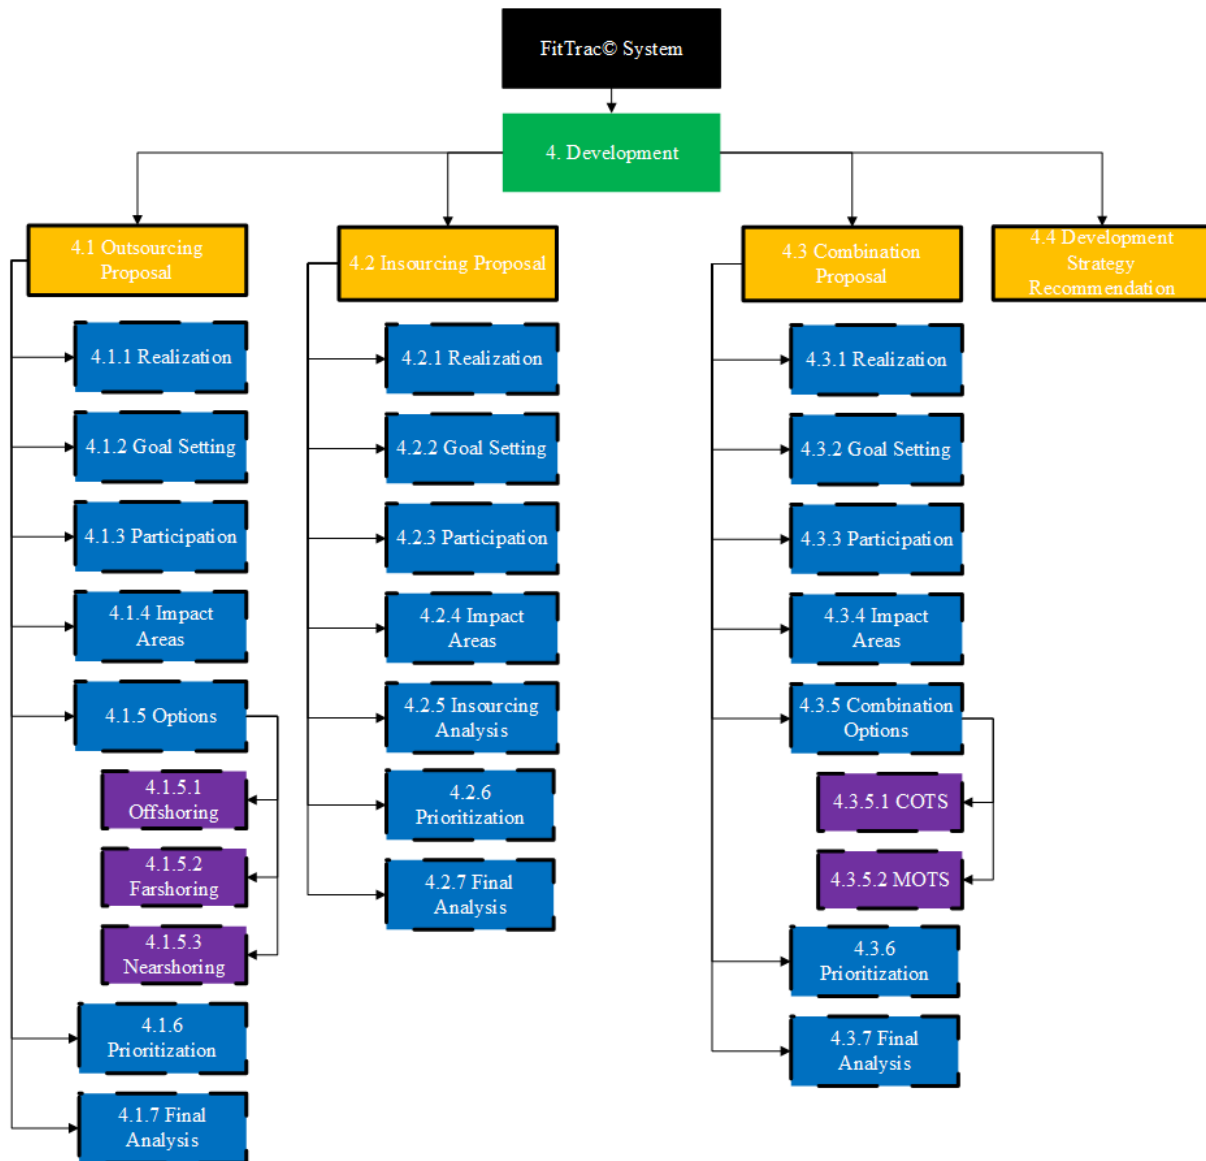 FitTrac© System
4. Development
4.1 Outsourcing
Proposal
4.2 Insourcing Proposal
4.3 Combination
Proposal
4.4 Development
Strategy
Recommendation
4.1.1 Realization
4.1.2 Goal Setting
4.1.3 Participation
4.1.4 Impact
Areas
4.1.5 Options
4.1.5.1
Offshoring
4.1.5.2
Farshoring
4.1.5.3
Nearshoring
4.1.6
Prioritization
4.1.7 Final
Analysis
4.2.1 Realization
4.2.2 Goal Setting
4.2.3 Participation
4.2.4 Impact
Areas
4.2.5 Insourcing
Analysis
4.2.6
Prioritization
4.2.7 Final
Analysis
4.3.1 Realization
4.3.2 Goal Setting
4.3.3 Participation
4.3.4 Impact
Areas
4.3.5 Combination
Options
4.3.5.1 COTS
4.3.5.2 MOTS
4.3.6
Prioritization
4.3.7 Final
Analysis